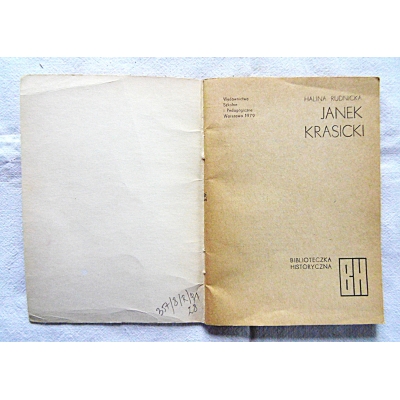 Wydawnictwa
Szkolne
i Pedagogiczne
Warszawa 1979
HALINA RUDNICKA
JANEK
KRASICKI
BIBLIOTECZKA
HISTORYCZNA
BH